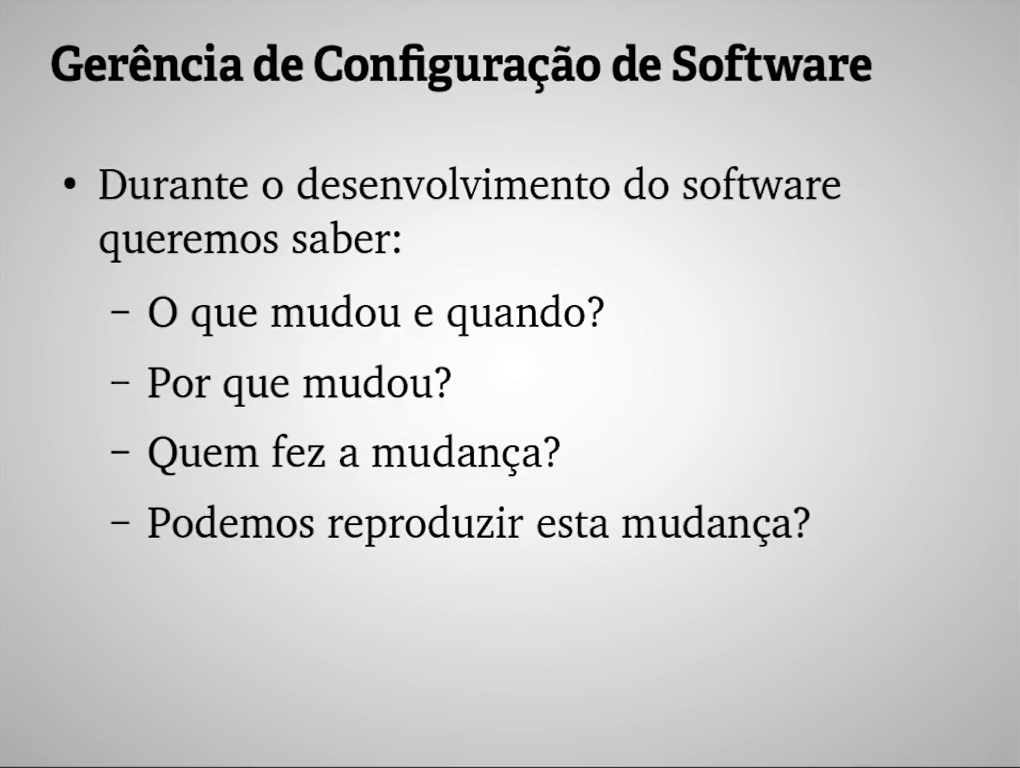 Gerência de Configuração de Software
• Durante o desenvolvimento do software
queremos saber:
– O que mudou e quando?
– Por que mudou?
– Quem fez a mudança?
– Podemos reproduzir esta mudança?